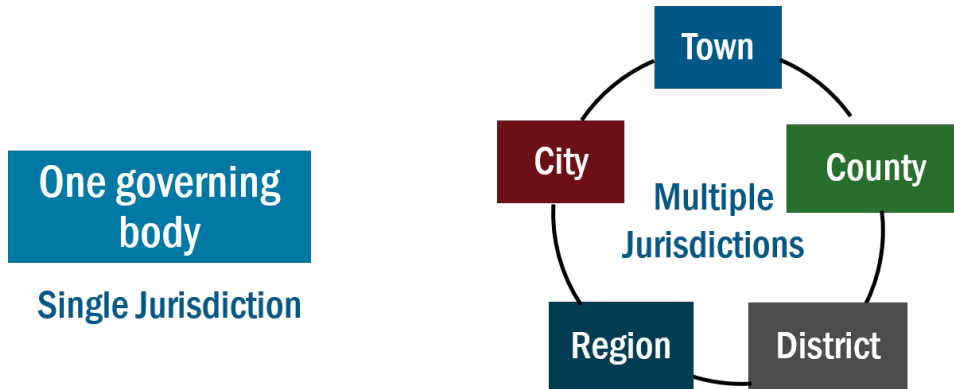 One governing
body
Single Jurisdiction
Town
City
County
Multiple
Jurisdictions
Region
District